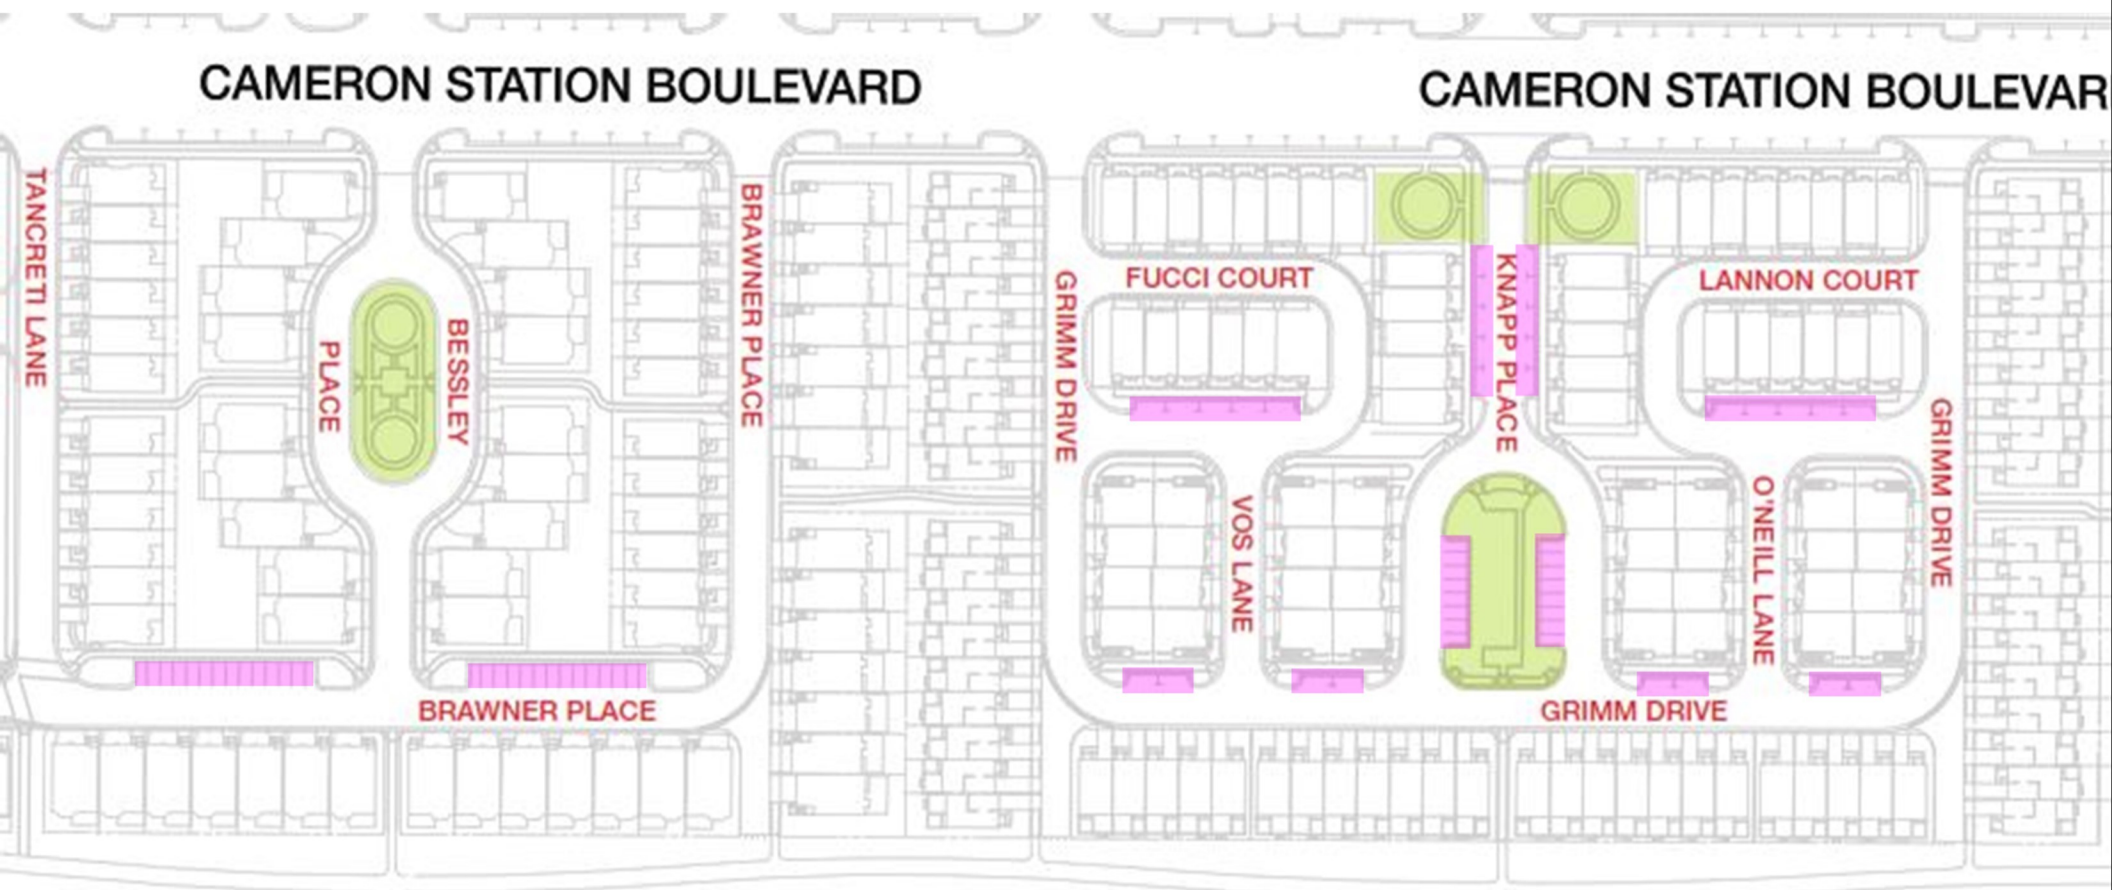 CAMERON STATION BOULEVARD
CAMERON STATION BOULEVAR
TANCRETI LANE
BRAWNER PLACE
GRIMM DRIVE
FUCCI COURT
KNAPP PLACE
LANNON COURT
BESSLEY
PLACE
GRIMM DRIVE
VOS LANE
O'NEILL LANE
BRAWNER PLACE
GRIMM DRIVE